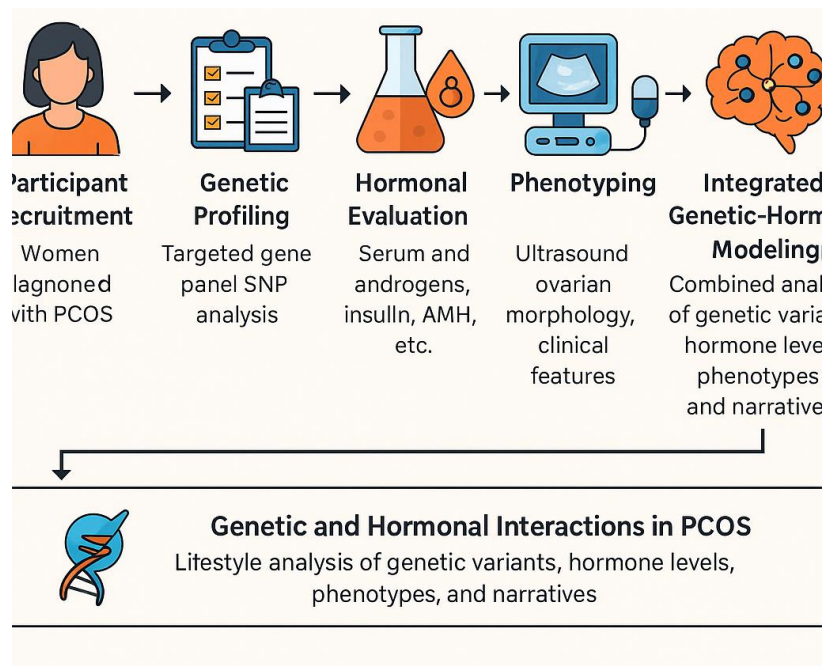 Participant
ecruitment
Women
lagnoned
with PCOS
Genetic
Profiling
Targeted gene
panel SNP
analysis
Hormonal
Evaluation
Serum and
androgens,
insulln, AMH,
etc.
Phenotyping
Ultrasound
ovarian
morphology,
clinical
features
Integrated
Genetic-Horm
Modeling
Combined anal
of genetic varia
hormone leve
phenotypes
and narrative
Genetic and Hormonal Interactions in PCOS
Litestyle analysis of genetic variants, hormone levels,
phenotypes, and narratives